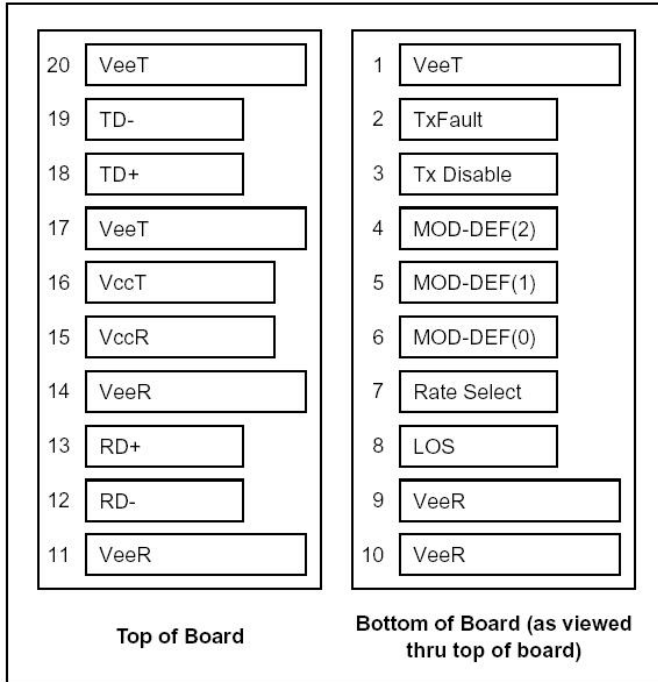 20 VeeT
19 TD-
18 TD+
17 VeeT
16 VccT
15 VccR
14 VeeR
13 RD+
12 RD-
11 VeeR
Top of Board
1 VeeT
2 TxFault
3 Tx Disable
4 MOD-DEF(2)
5 MOD-DEF(1)
6 MOD-DEF(0)
7 Rate Select
8 LOS
9 VeeR
10 VeeR
Bottom of Board (as viewed
thru top of board)